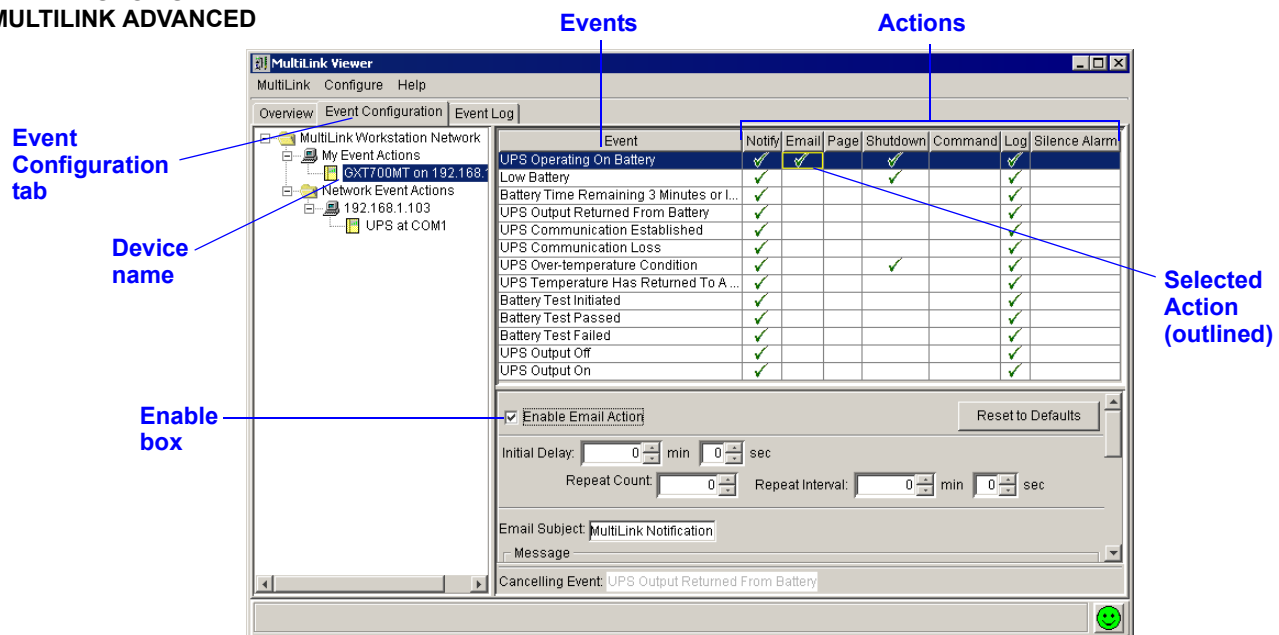 MULTILINK ADVANCED
Events
Actions
MultiLink Viewer
MultiLink Configure Help
Overview Event Configuration Event Log
Event
Configuration
tab
MultiLink Workstation Network
My Event Actions
GXT700MT on 192.168.1
Network Event Actions
192.168.1.103
UPS at COM1
Device
name
Event Notify Email Page Shutdown Command Log Silence Alarm
UPS Operating On Battery
Low Battery
Battery Time Remaining 3 Minutes or l...
UPS Output Returned From Battery
UPS Communication Established
UPS Communication Loss
UPS Over-temperature Condition
UPS Temperature Has Returned To A ...
Battery Test Initiated
Battery Test Passed
Battery Test Failed
UPS Output Off
UPS Output On
Selected
Action
(outlined)
Enable
box
Enable Email Action
Reset to Defaults
Initial Delay: 0 min 0 sec
Repeat Count: 0 Repeat Interval: 0 min 0 sec
Email Subject: MultiLink Notification
Message
Cancelling Event: UPS Output Returned From Battery